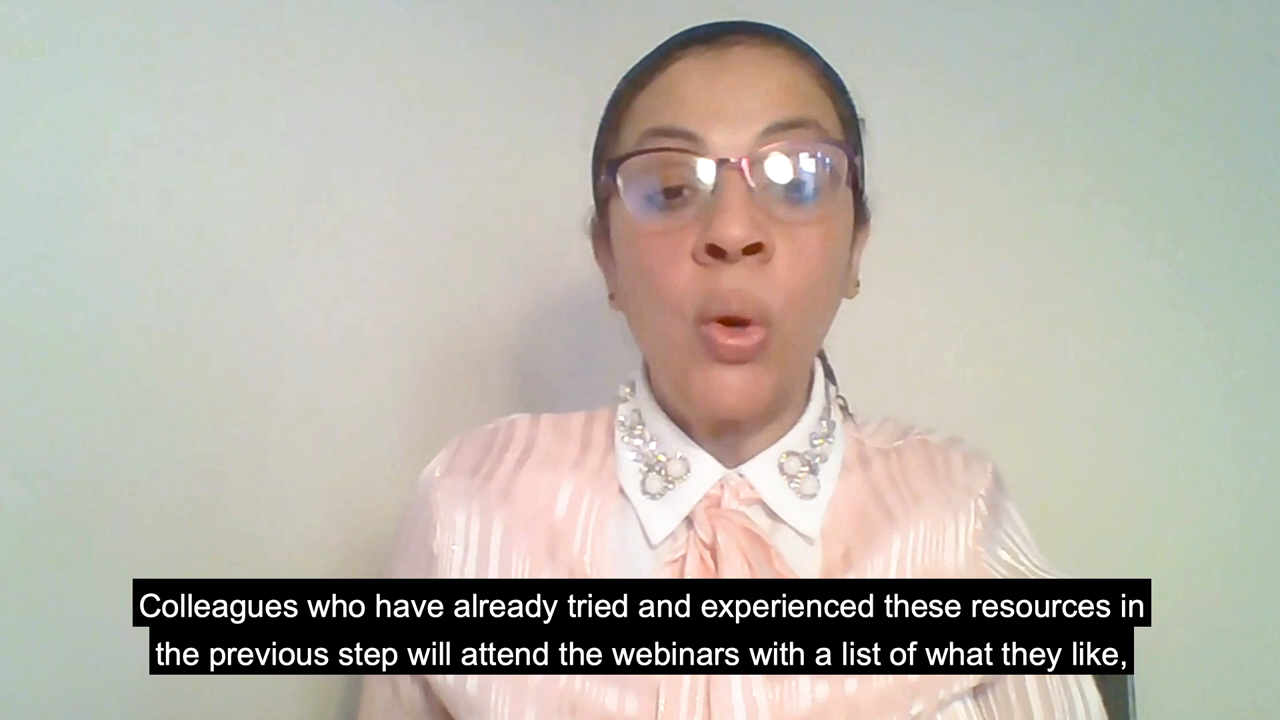 Colleagues who have already tried and experienced these resources in
the previous step will attend the webinars with a list of what they like,